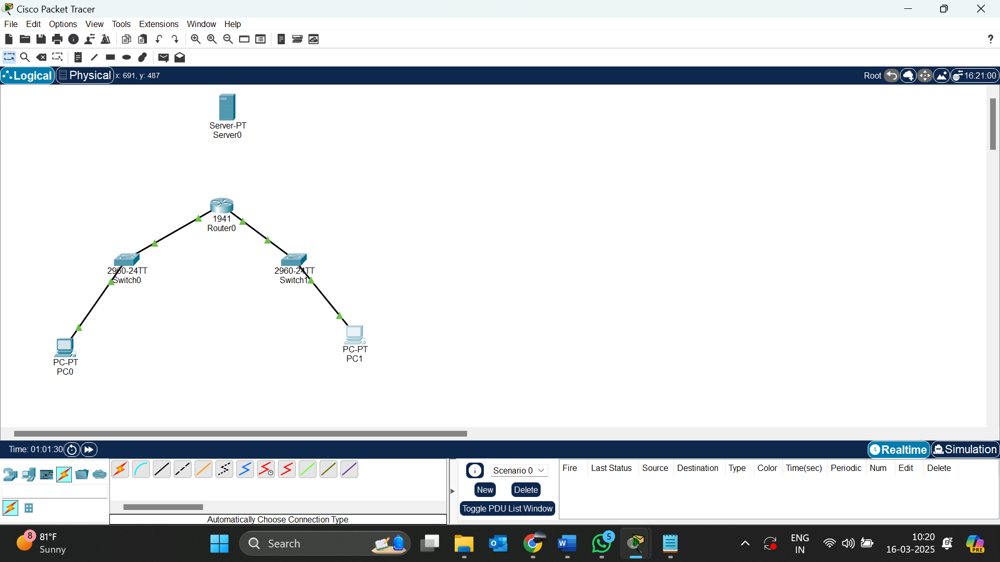 Cisco Packet Tracer
File Edit Options View Tools Extensions Window Help
?
Logical Physical x: 691, y: 487 Root 16:21:00
Server-PT
Server0
1941
Router0
2960-24TT
Switch0
2960-24TT
Switch1
PC-PT
PC1
PC-PT
PC0
Time: 01:01:30 Realtime Simulation
Scenario 0
New Delete
Toggle PDU List Window
Fire Last Status Source Destination Type Color Time(sec) Periodic Num Edit Delete
Automatically Choose Connection Type
8 81°F
Sunny
Search
5
ENG
IN
10:20
16-03-2025
PRE